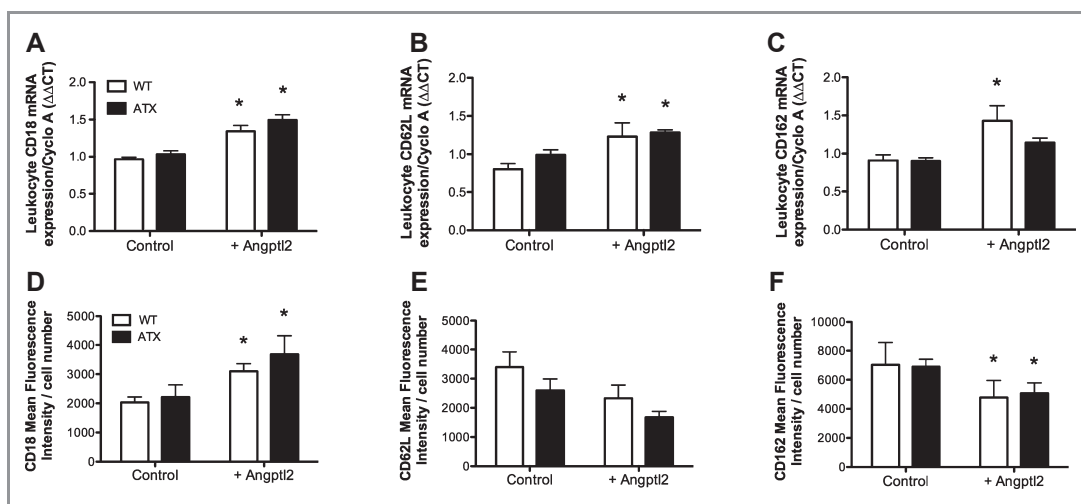 A
Leukocyte CD18 mRNA
expression/Cyclo A (ΔΔCT)
2.0
1.5
1.0
0.5
0.0
WT
ATX
*
*
Control
+ Angptl2
B
Leukocyte CD62L mRNA
expression/Cyclo A (ΔΔCT)
2.0
1.5
1.0
0.5
0.0
*
*
Control
+ Angptl2
C
Leukocyte CD162 mRNA
expression/Cyclo A (ΔΔCT)
2.0
1.5
1.0
0.5
0.0
*
Control
+ Angptl2
D
CD18 Mean Fluorescence
Intensity / cell number
5000
4000
3000
2000
1000
0
WT
ATX
*
*
Control
+ Angptl2
E
CD62L Mean Fluorescence
Intensity / cell number
5000
4000
3000
2000
1000
0
Control
+ Angptl2
F
CD162 Mean Fluorescence
Intensity / cell number
10000
8000
6000
4000
2000
0
*
*
Control
+ Angptl2